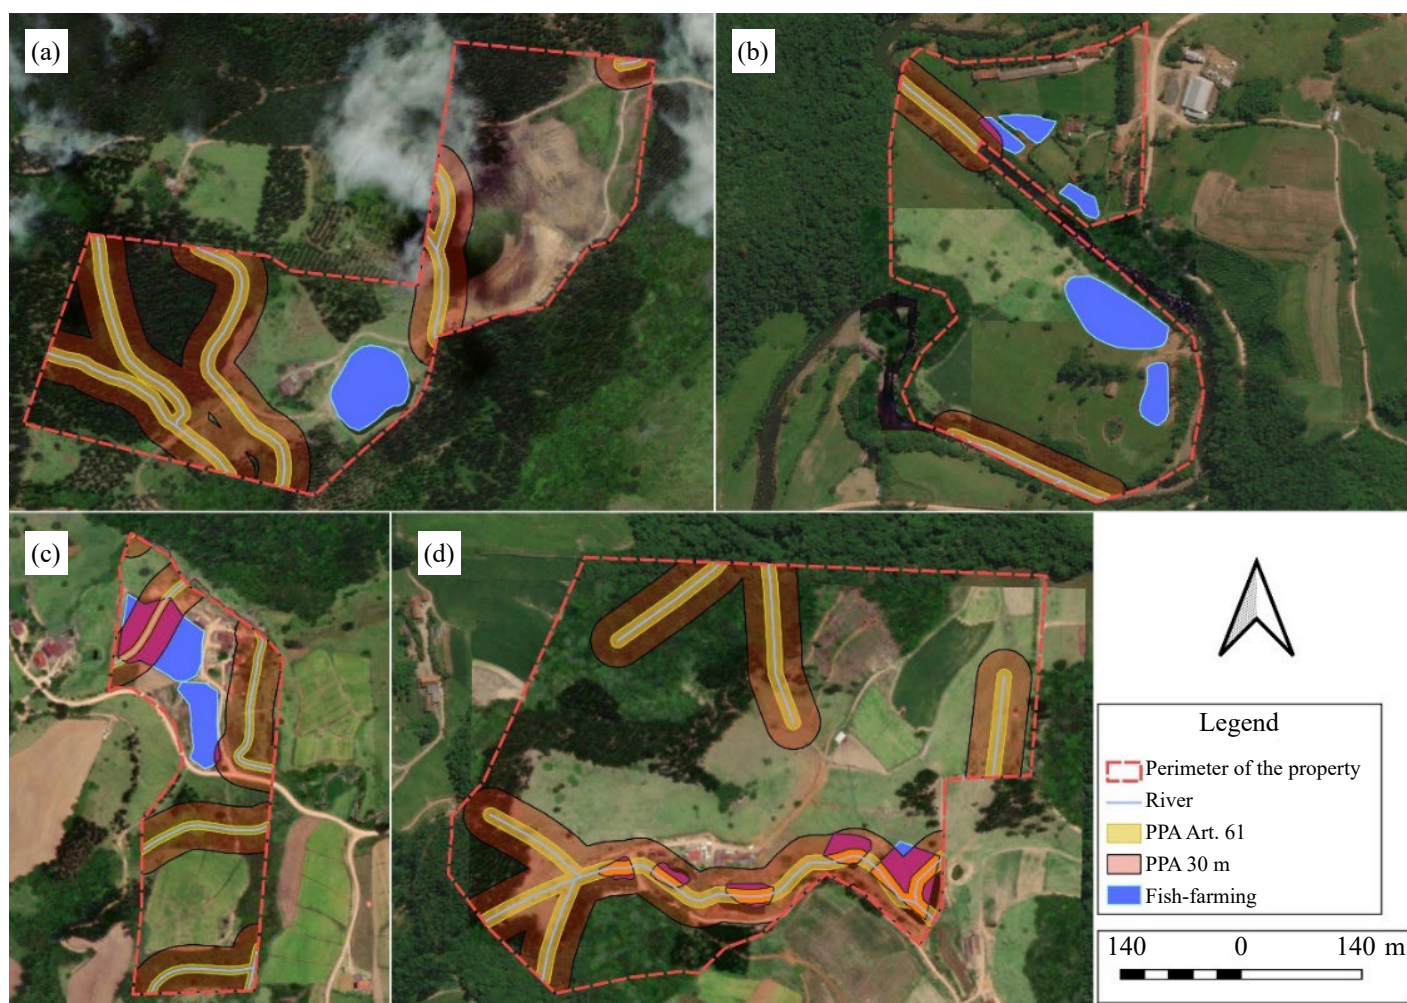 (a)
(b)
(c)
(d)
Legend
Perimeter of the property
River
PPA Art. 61
PPA 30 m
Fish-farming
140 0 140 m